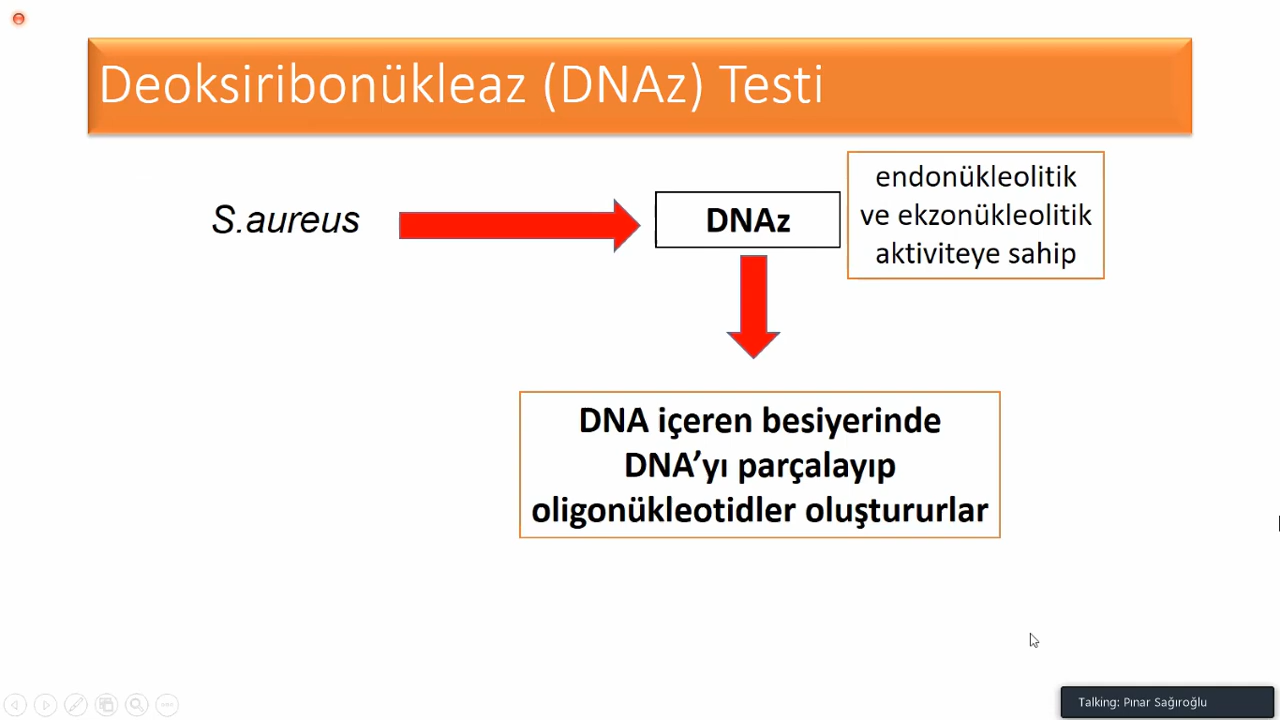 Deoksiribonükleaz (DNAz) Testi
S.aureus
DNAz
endonükleolitik
ve ekzonükleolitik
aktiviteye sahip
DNA içeren besiyerinde
DNA’yı parçalayıp
oligonükleotidler oluştururlar
Talking: Pınar Sağıroğlu